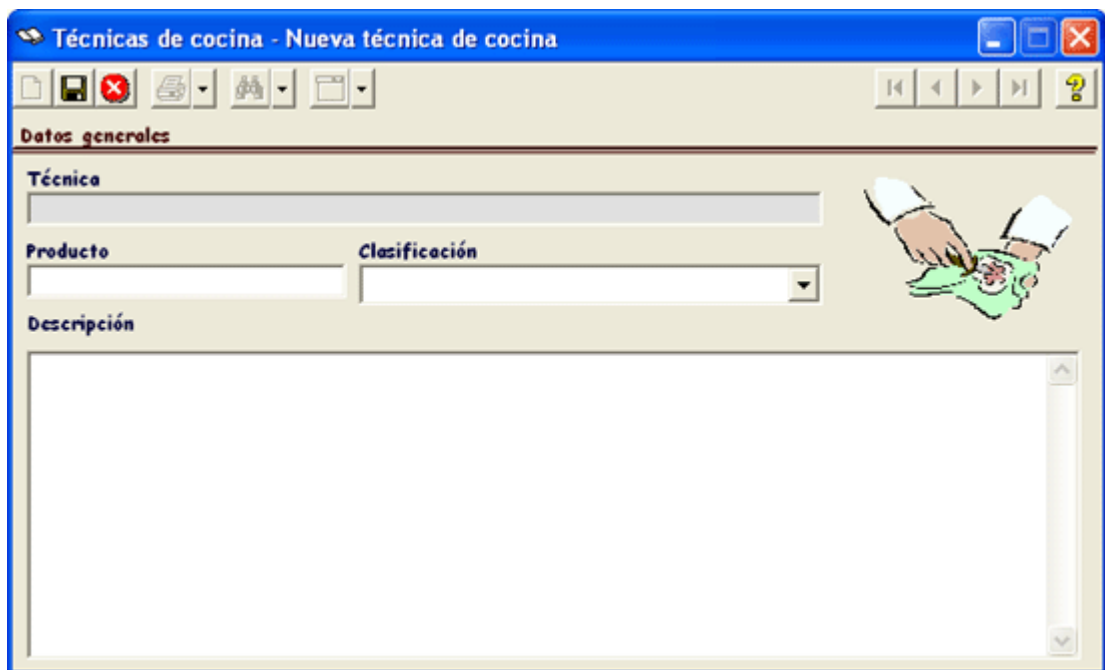 Técnicas de cocina - Nueva técnica de cocina
Datos generales
Técnica
Producto Clasificación
Descripción